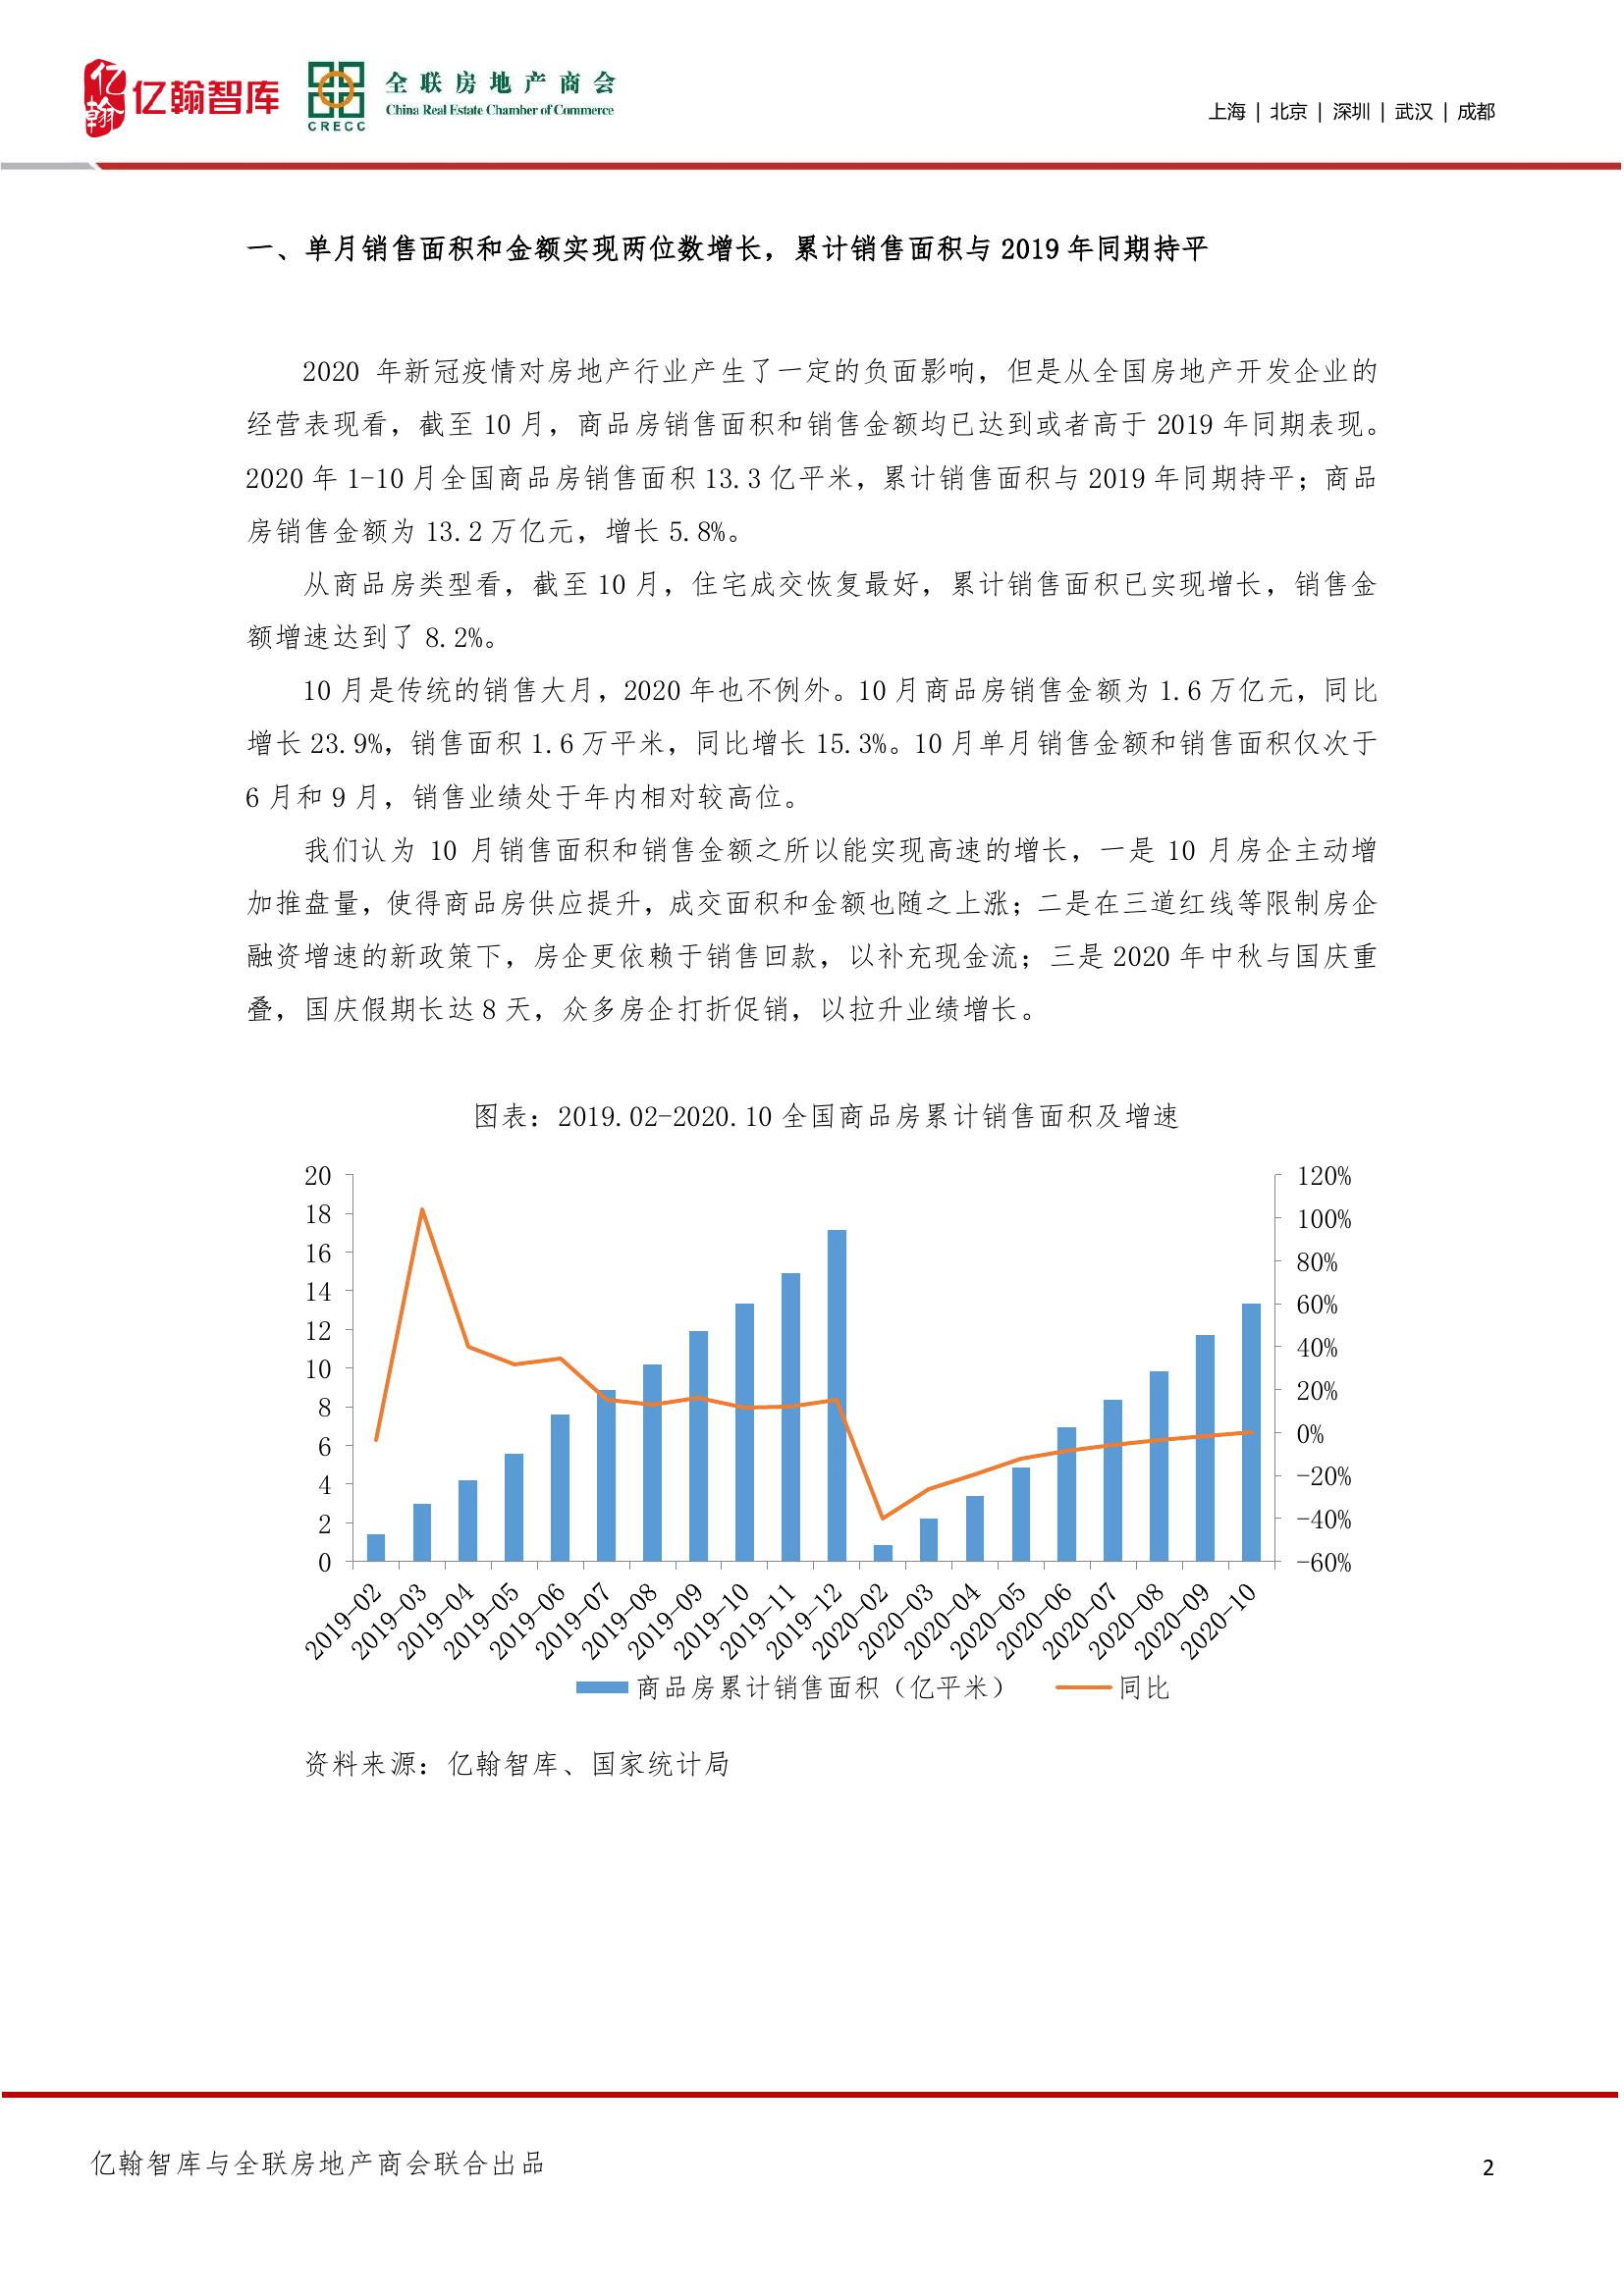 亿翰
亿翰智库
CRECC
全联房地产商会
China Real Estate Chamber of Commerce
上海 | 北京 | 深圳 | 武汉 | 成都
一、单月销售面积和金额实现两位数增长，累计销售面积与 2019 年同期持平
2020 年新冠疫情对房地产行业产生了一定的负面影响，但是从全国房地产开发企业的
经营表现看，截至 10 月，商品房销售面积和销售金额均已达到或者高于 2019 年同期表现。
2020 年 1-10 月全国商品房销售面积 13.3 亿平米，累计销售面积与 2019 年同期持平；商品
房销售金额为 13.2 万亿元，增长 5.8%。
从商品房类型看，截至 10 月，住宅成交恢复最好，累计销售面积已实现增长，销售金
额增速达到了 8.2%。
10 月是传统的销售大月，2020 年也不例外。10 月商品房销售金额为 1.6 万亿元，同比
增长 23.9%，销售面积 1.6 万平米，同比增长 15.3%。10 月单月销售金额和销售面积仅次于
6 月和 9 月，销售业绩处于年内相对较高位。
我们认为 10 月销售面积和销售金额之所以能实现高速的增长，一是 10 月房企主动增
加推盘量，使得商品房供应提升，成交面积和金额也随之上涨；二是在三道红线等限制房企
融资增速的新政策下，房企更依赖于销售回款，以补充现金流；三是 2020 年中秋与国庆重
叠，国庆假期长达 8 天，众多房企打折促销，以拉升业绩增长。
图表：2019.02-2020.10 全国商品房累计销售面积及增速
20
18
16
14
12
10
8
6
4
2
0
120%
100%
80%
60%
40%
20%
0%
-20%
-40%
-60%
2019-02
2019-03
2019-04
2019-05
2019-06
2019-07
2019-08
2019-09
2019-10
2019-11
2019-12
2020-02
2020-03
2020-04
2020-05
2020-06
2020-07
2020-08
2020-09
2020-10
商品房累计销售面积（亿平米）
同比
资料来源：亿翰智库、国家统计局
亿翰智库与全联房地产商会联合出品
2